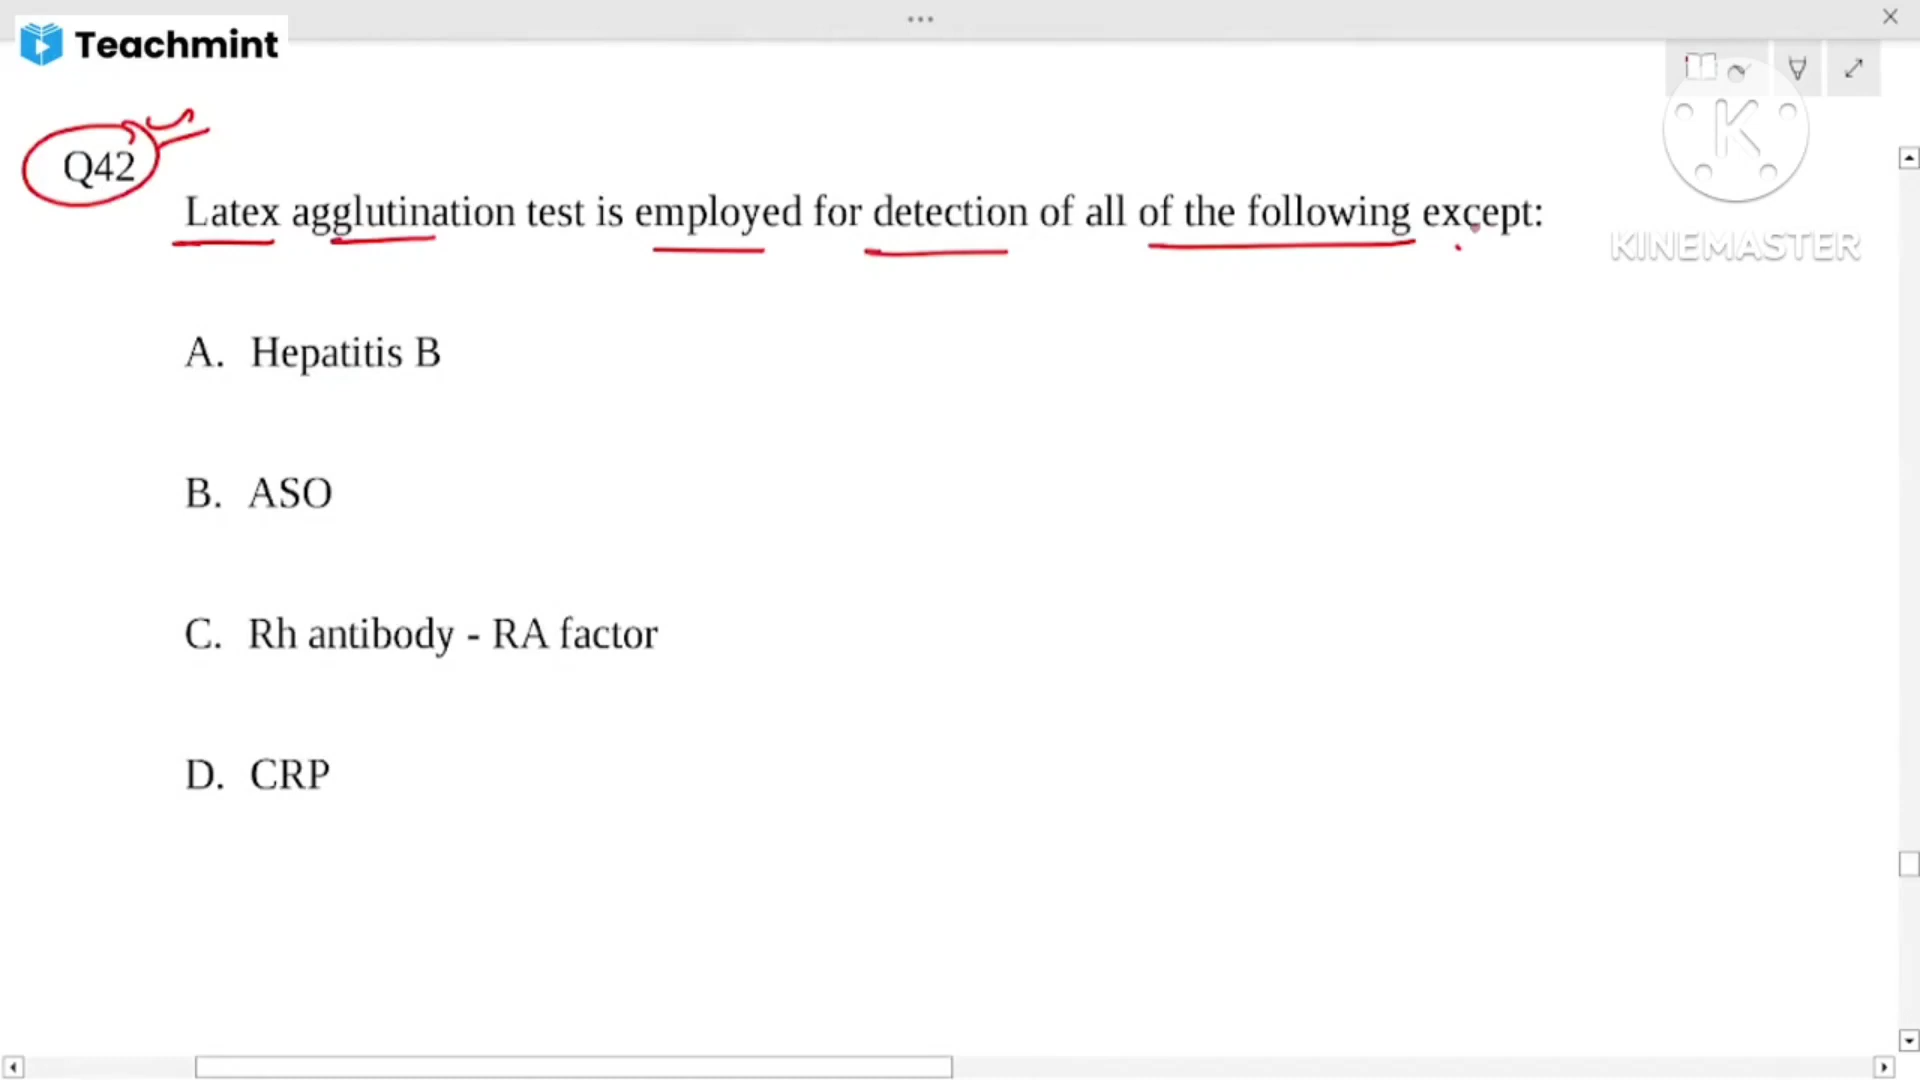 Teachmint
Q42
Latex agglutination test is employed for detection of all of the following except:
KINEMASTER
A. Hepatitis B
B. ASO
C. Rh antibody - RA factor
D. CRP